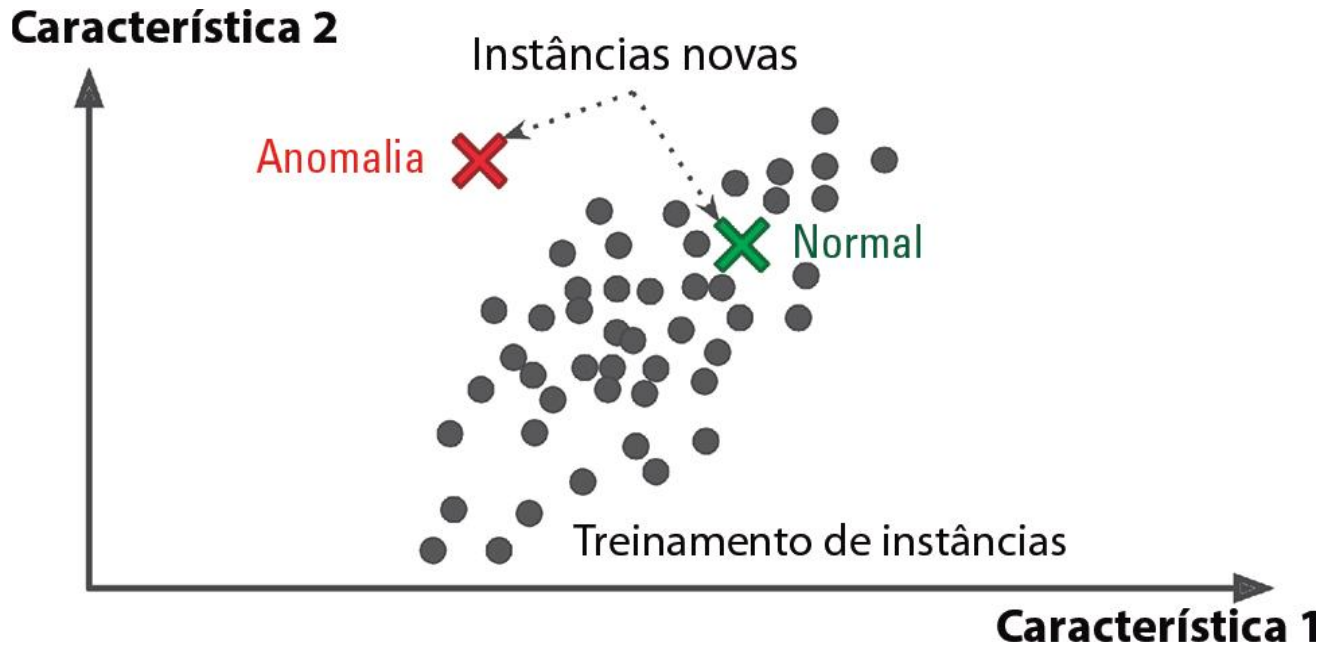 Característica 2
Instâncias novas
Anomalia
Normal
Treinamento de instâncias
Característica 1